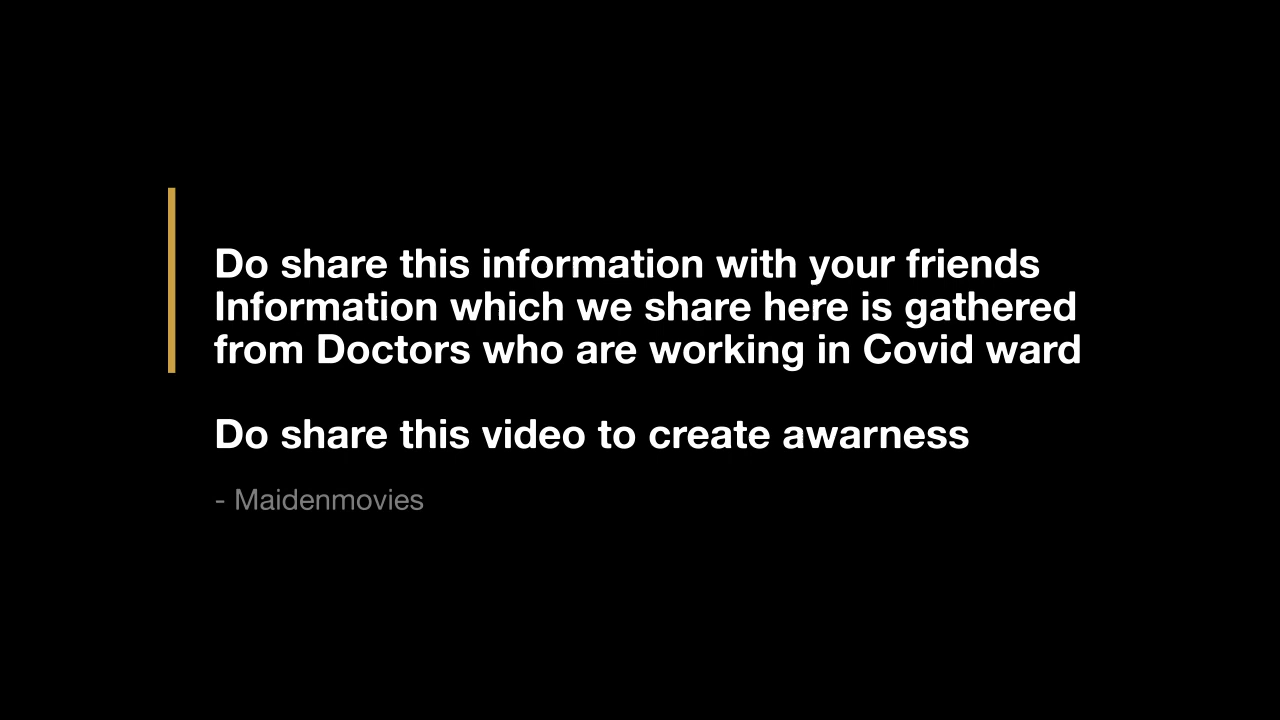 Do share this information with your friends
Information which we share here is gathered
from Doctors who are working in Covid ward
Do share this video to create awarness
- Maidenmovies